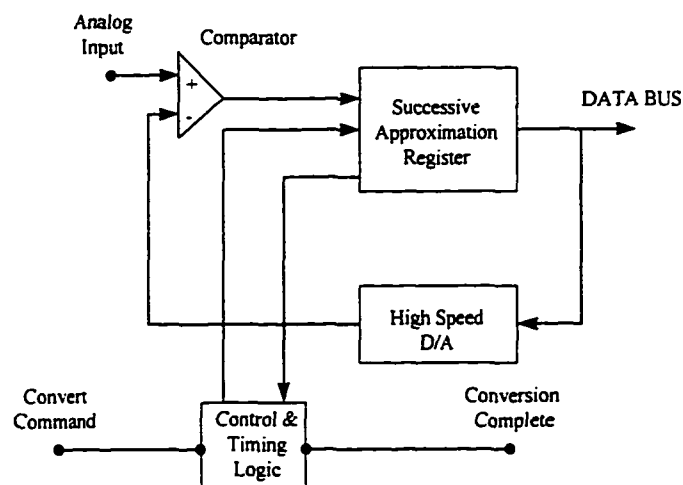 Analog
Input
Comparator
+
-
Successive
Approximation
Register
DATA BUS
High Speed
D/A
Convert
Command
Control &
Timing
Logic
Conversion
Complete